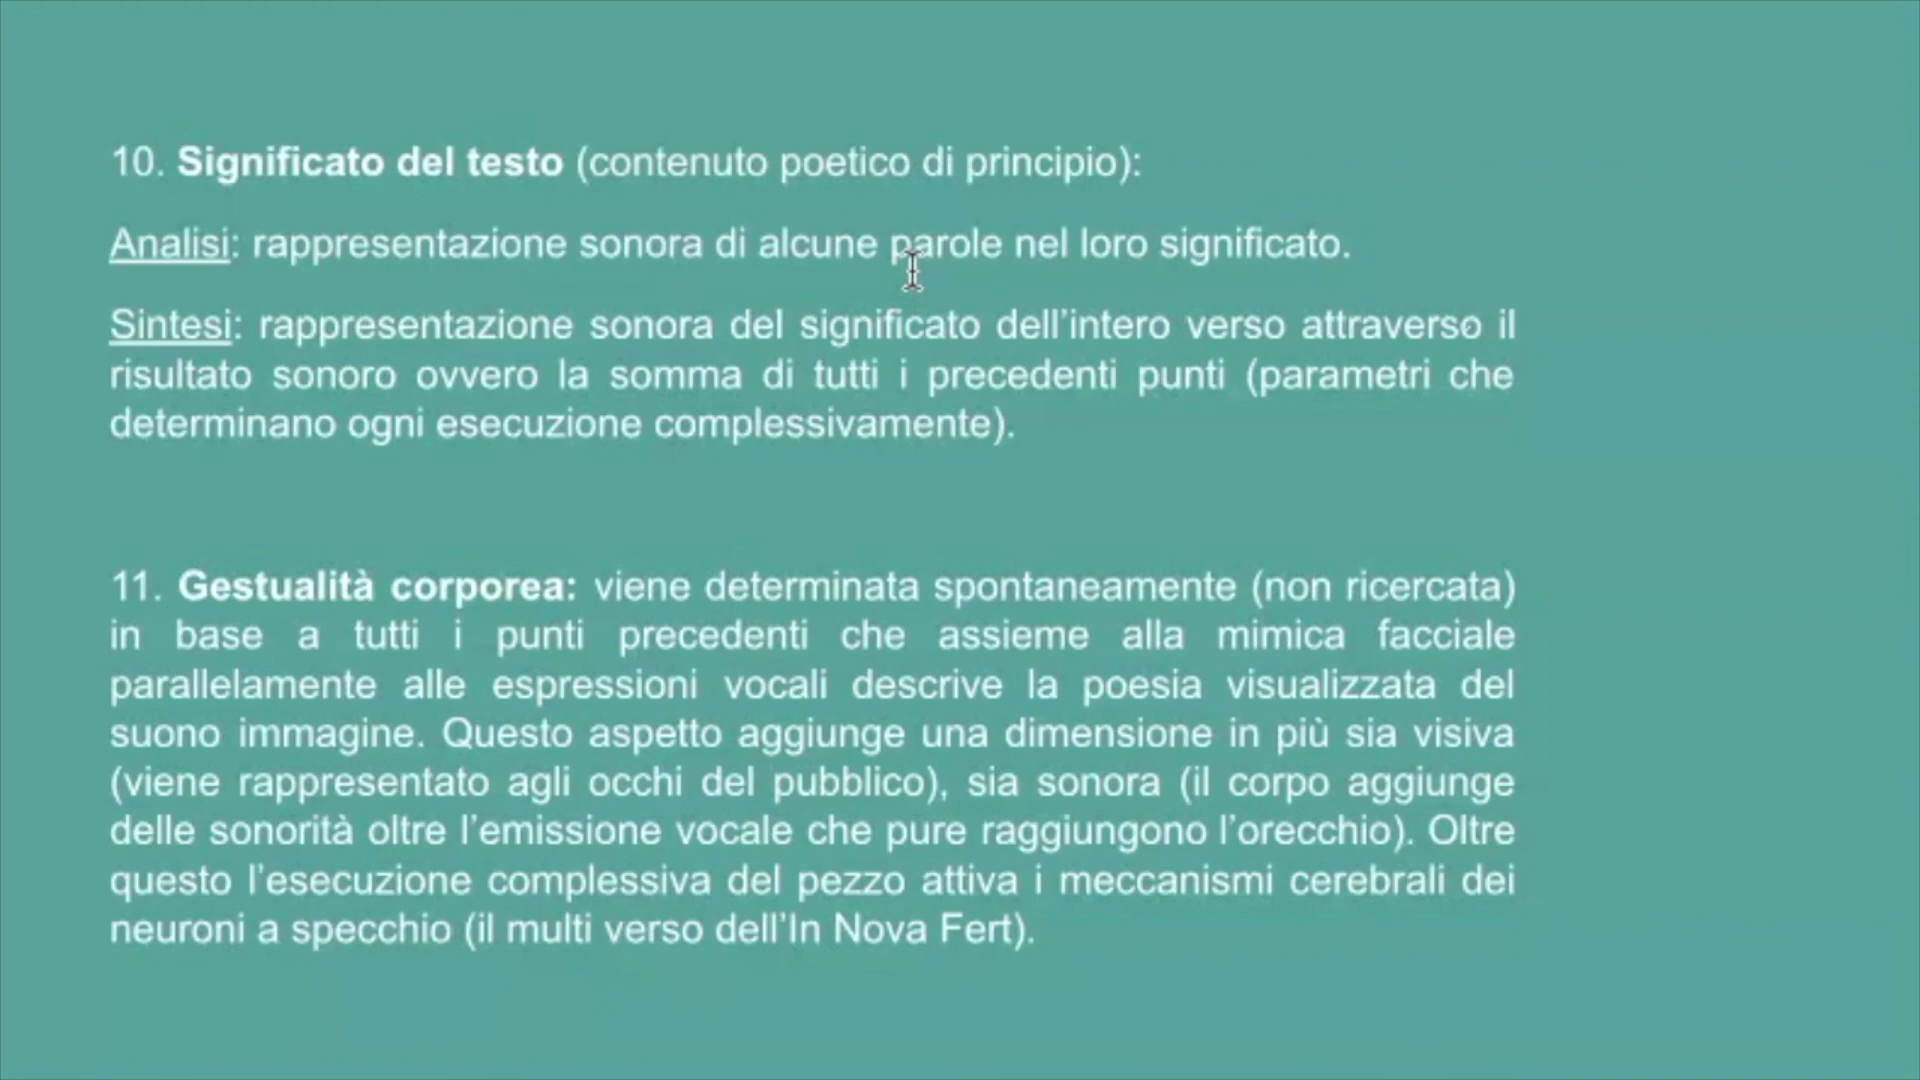 10. Significato del testo (contenuto poetico di principio):
Analisi: rappresentazione sonora di alcune parole nel loro significato.
Sintesi: rappresentazione sonora del significato dell’intero verso attraverso il
risultato sonoro ovvero la somma di tutti i precedenti punti (parametri che
determinano ogni esecuzione complessivamente).
11. Gestualità corporea: viene determinata spontaneamente (non ricercata)
in base a tutti i punti precedenti che assieme alla mimica facciale
parallelamente alle espressioni vocali descrive la poesia visualizzata del
suono immagine. Questo aspetto aggiunge una dimensione in più sia visiva
(viene rappresentato agli occhi del pubblico), sia sonora (il corpo aggiunge
delle sonorità oltre l’emissione vocale che pure raggiungono l’orecchio). Oltre
questo l’esecuzione complessiva del pezzo attiva i meccanismi cerebrali dei
neuroni a specchio (il multi verso dell’In Nova Fert).